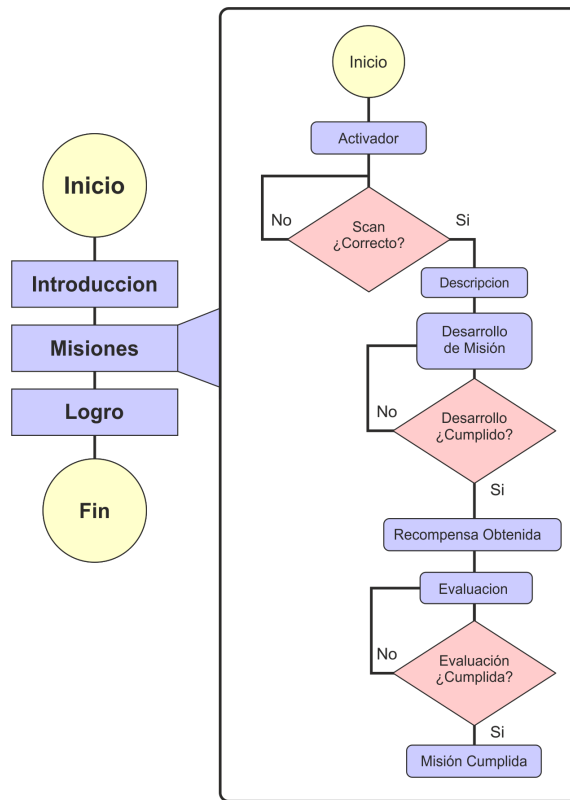 Inicio
Introduccion
Misiones
Logro
Fin
Inicio
Activador
No
Scan
¿Correcto?
Si
Descripcion
Desarrollo
de Misión
No
Desarrollo
¿Cumplido?
Si
Recompensa Obtenida
Evaluacion
No
Evaluación
¿Cumplida?
Si
Misión Cumplida